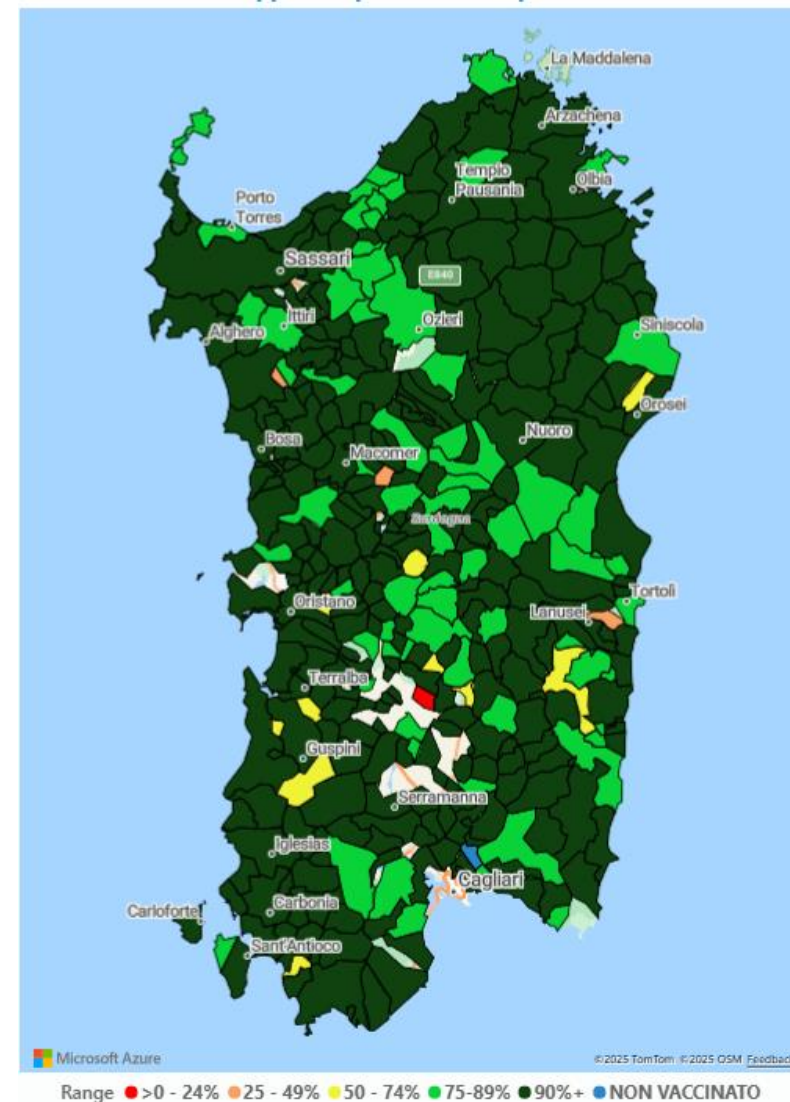 La Maddalena
Arzachena
Tempio
Pausania
Olbia
Porto
Torres
Sassari
E840
Ittiri
Ozieri
Alghero
Siniscola
Orosei
Nuoro
Bosa
Macomer
Sardegna
Oristano
Tortolì
Lanusei
Terralba
Guspini
Serramanna
Iglesias
Cagliari
Carbonia
Carloforte
Sant'Antioco
Microsoft Azure
©2025 TomTom ©2025 OSM Feedback
Range >0 - 24% 25 - 49% 50 - 74% 75-89% 90%+ NON VACCINATO